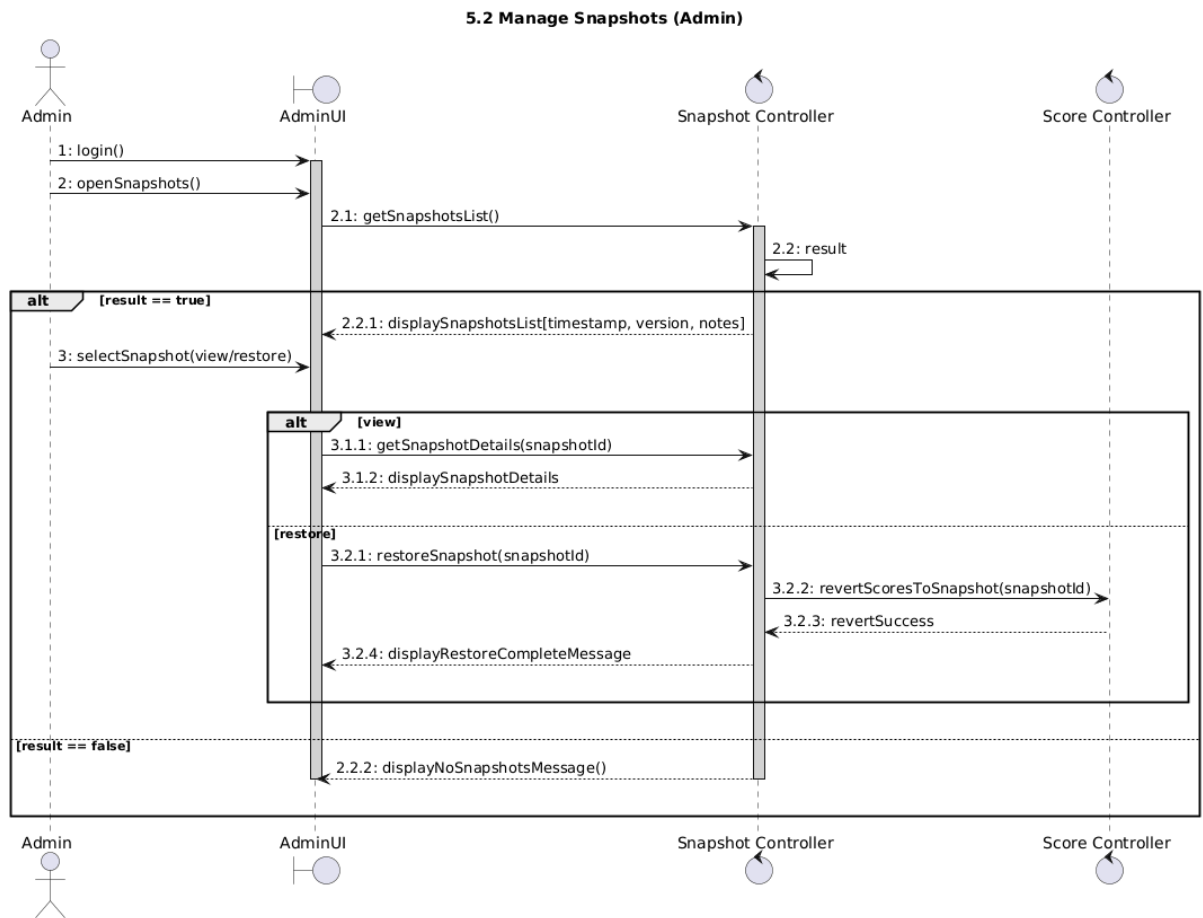 5.2 Manage Snapshots (Admin)
Admin
AdminUI
Snapshot Controller
Score Controller
1: login()
2: openSnapshots()
2.1: getSnapshotsList()
2.2: result
alt [result == true]
2.2.1: displaySnapshotsList[timestamp, version, notes]
3: selectSnapshot(view/restore)
alt [view]
3.1.1: getSnapshotDetails(snapshotId)
3.1.2: displaySnapshotDetails
[restore]
3.2.1: restoreSnapshot(snapshotId)
3.2.2: revertScoresToSnapshot(snapshotId)
3.2.3: revertSuccess
3.2.4: displayRestoreCompleteMessage
[result == false]
2.2.2: displayNoSnapshotsMessage()
Admin
AdminUI
Snapshot Controller
Score Controller